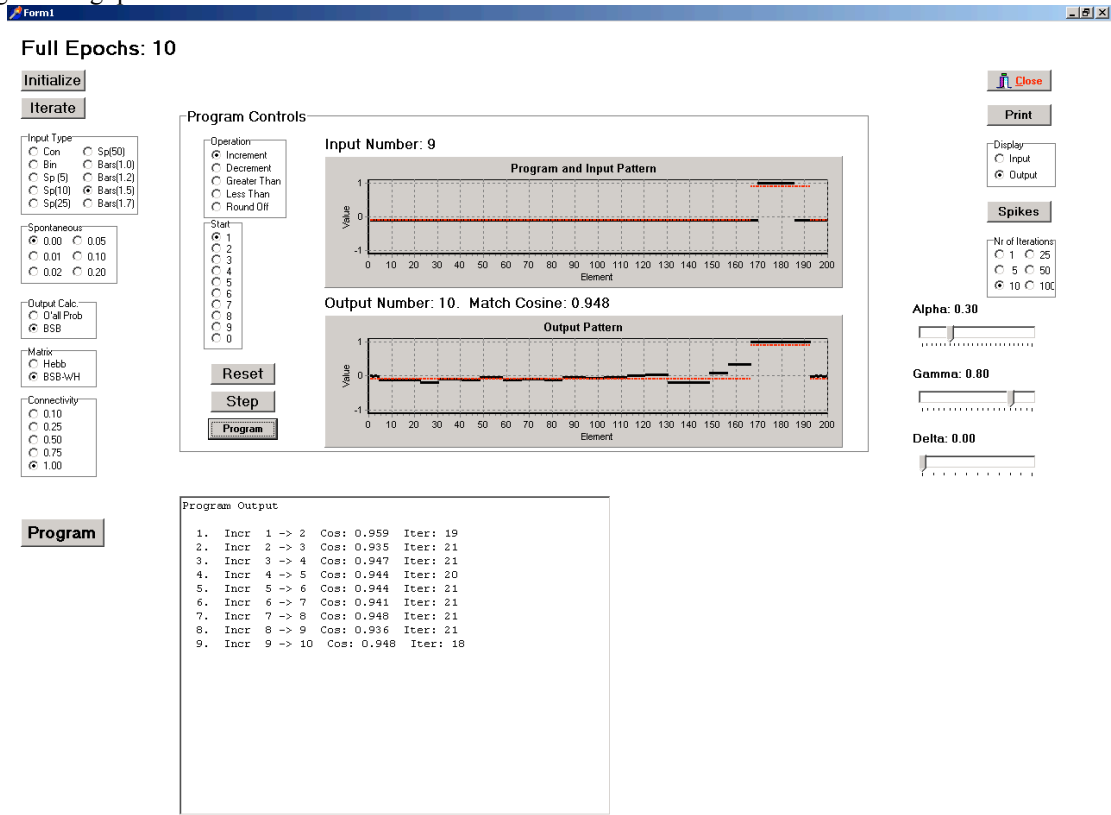 Form1
Full Epochs: 10
Initialize
Iterate
Input Type
Con Sp(50)
Bin Bars(1.0)
Sp (5) Bars(1.2)
Sp(10) Bars(1.5)
Sp(25) Bars(1.7)
Spontaneous
0.00 0.05
0.01 0.10
0.02 0.20
Output Calc.
O'all Prob
BSB
Matrix
Hebb
BSB-WH
Connectivity
0.10
0.25
0.50
0.75
1.00
Program
Program Controls
Operation
Increment
Decrement
Greater Than
Less Than
Round Off
Start
1
2
3
4
5
6
7
8
9
0
Reset
Step
Program
Input Number: 9
Program and Input Pattern
Value
1
0
-1
0 10 20 30 40 50 60 70 80 90 100 110 120 130 140 150 160 170 180 190 200
Element
Output Number: 10. Match Cosine: 0.948
Output Pattern
Value
1
0
-1
0 10 20 30 40 50 60 70 80 90 100 110 120 130 140 150 160 170 180 190 200
Element
Close
Print
Display
Input
Output
Spikes
Nr of Iterations
1 25
5 50
10 100
Alpha: 0.30
Gamma: 0.80
Delta: 0.00
Program Output
1. Incr 1 -> 2 Cos: 0.959 Iter: 19
2. Incr 2 -> 3 Cos: 0.935 Iter: 21
3. Incr 3 -> 4 Cos: 0.947 Iter: 21
4. Incr 4 -> 5 Cos: 0.944 Iter: 20
5. Incr 5 -> 6 Cos: 0.944 Iter: 21
6. Incr 6 -> 7 Cos: 0.941 Iter: 21
7. Incr 7 -> 8 Cos: 0.948 Iter: 21
8. Incr 8 -> 9 Cos: 0.936 Iter: 21
9. Incr 9 -> 10 Cos: 0.948 Iter: 18